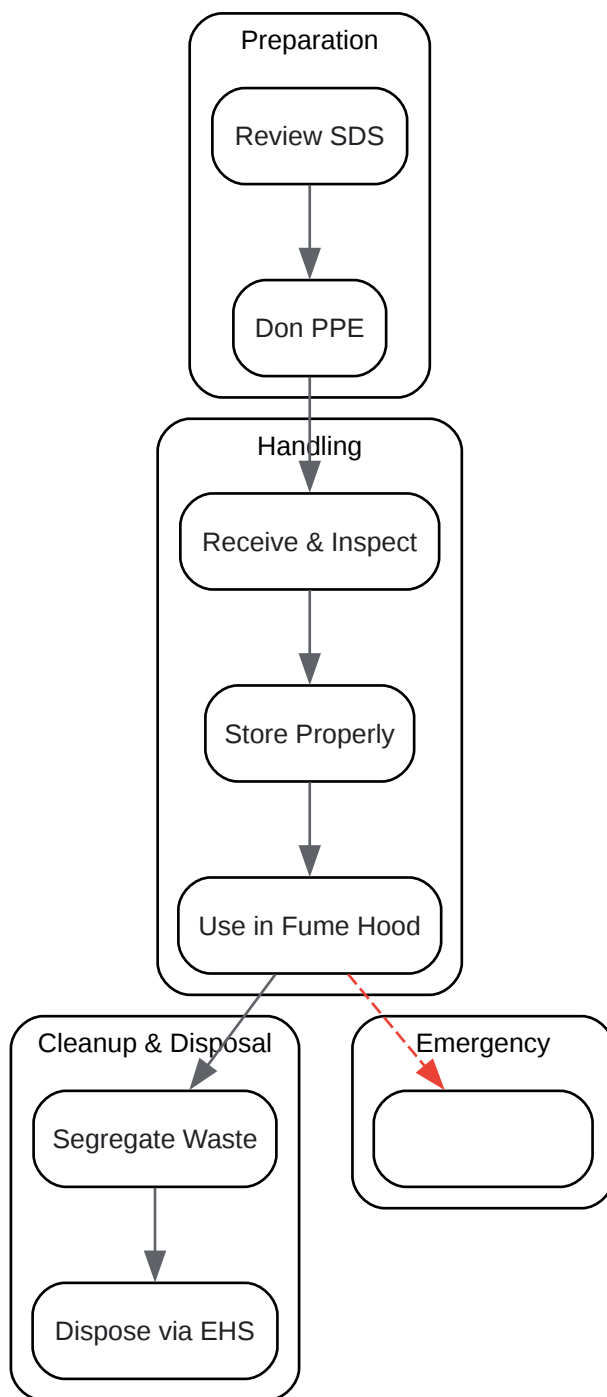 Preparation
Review SDS
Don PPE
Handling
Receive & Inspect
Store Properly
Use in Fume Hood
Cleanup & Disposal
Segregate Waste
Dispose via EHS
Emergency